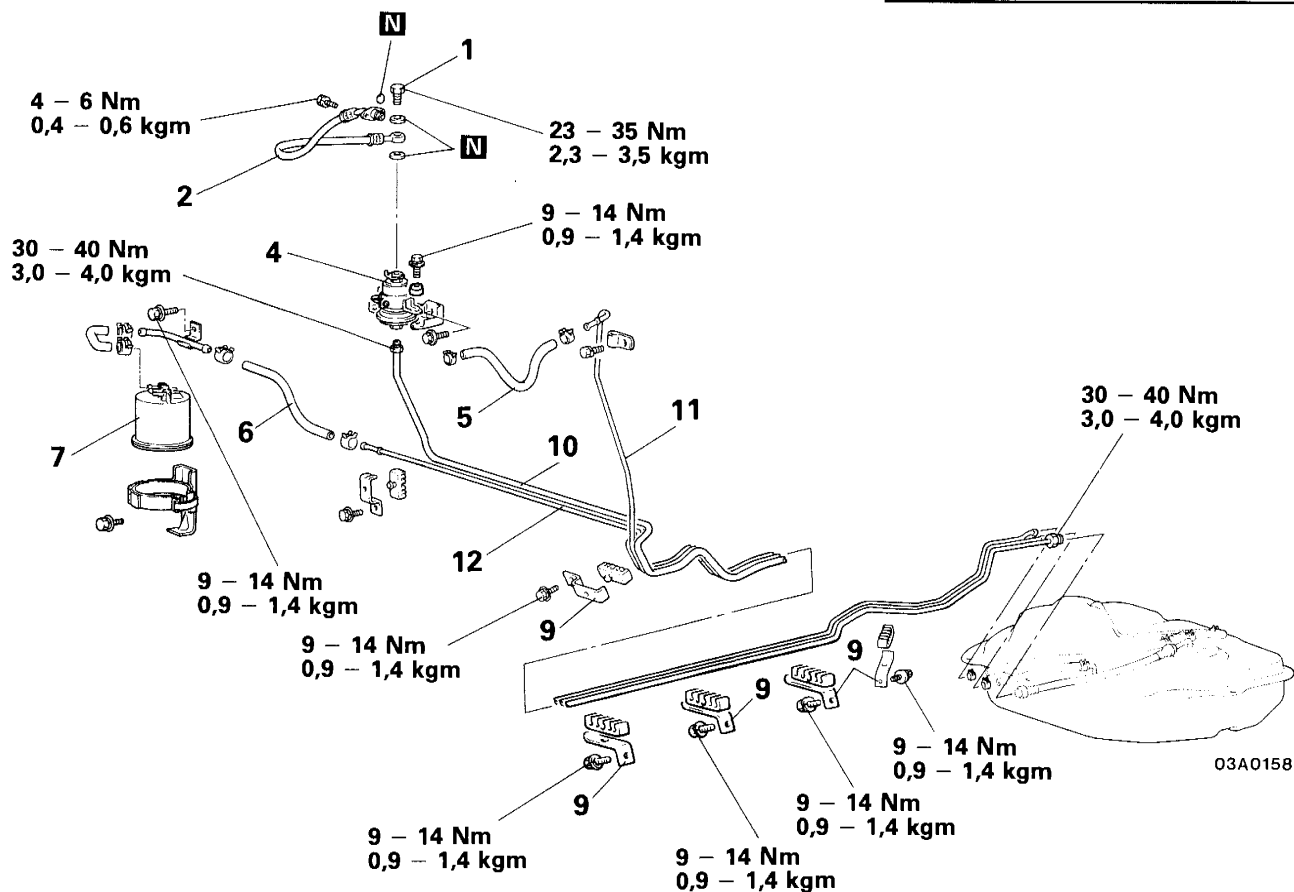 N
1
4 – 6 Nm
0,4 – 0,6 kgm
23 – 35 Nm
2,3 – 3,5 kgm
N
2
9 – 14 Nm
0,9 – 1,4 kgm
30 – 40 Nm
3,0 – 4,0 kgm
4
5
11
30 – 40 Nm
3,0 – 4,0 kgm
6
7
10
12
9 – 14 Nm
0,9 – 1,4 kgm
9
9 – 14 Nm
0,9 – 1,4 kgm
9
9
9 – 14 Nm
0,9 – 1,4 kgm
03A0158
9
9 – 14 Nm
0,9 – 1,4 kgm
9 – 14 Nm
0,9 – 1,4 kgm
9 – 14 Nm
0,9 – 1,4 kgm